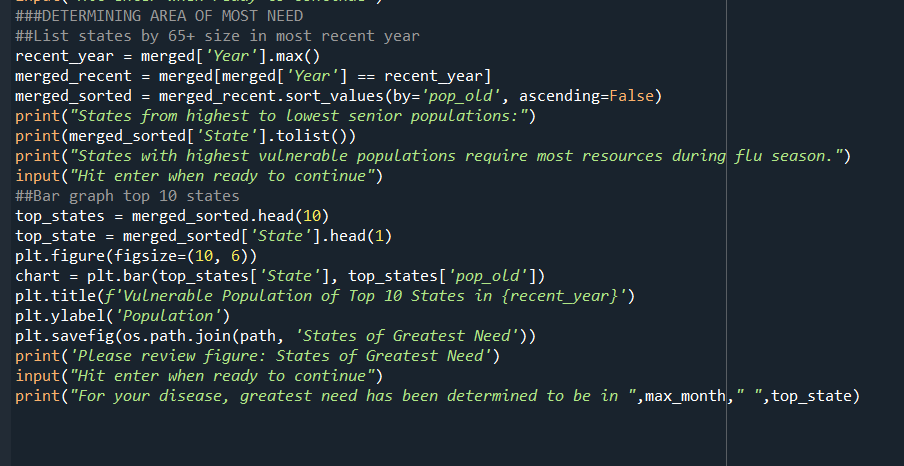 ###DETERMINING AREA OF MOST NEED
##List states by 65+ size in most recent year
recent_year = merged['Year'].max()
merged_recent = merged[merged['Year'] == recent_year]
merged_sorted = merged_recent.sort_values(by='pop_old', ascending=False)
print("States from highest to lowest senior populations:")
print(merged_sorted['State'].tolist())
print("States with highest vulnerable populations require most resources during flu season.")
input("Hit enter when ready to continue")
##Bar graph top 10 states
top_states = merged_sorted.head(10)
top_state = merged_sorted['State'].head(1)
plt.figure(figsize=(10, 6))
chart = plt.bar(top_states['State'], top_states['pop_old'])
plt.title(f'Vulnerable Population of Top 10 States in {recent_year}')
plt.ylabel('Population')
plt.savefig(os.path.join(path, 'States of Greatest Need'))
print('Please review figure: States of Greatest Need')
input("Hit enter when ready to continue")
print("For your disease, greatest need has been determined to be in ",max_month," ",top_state)